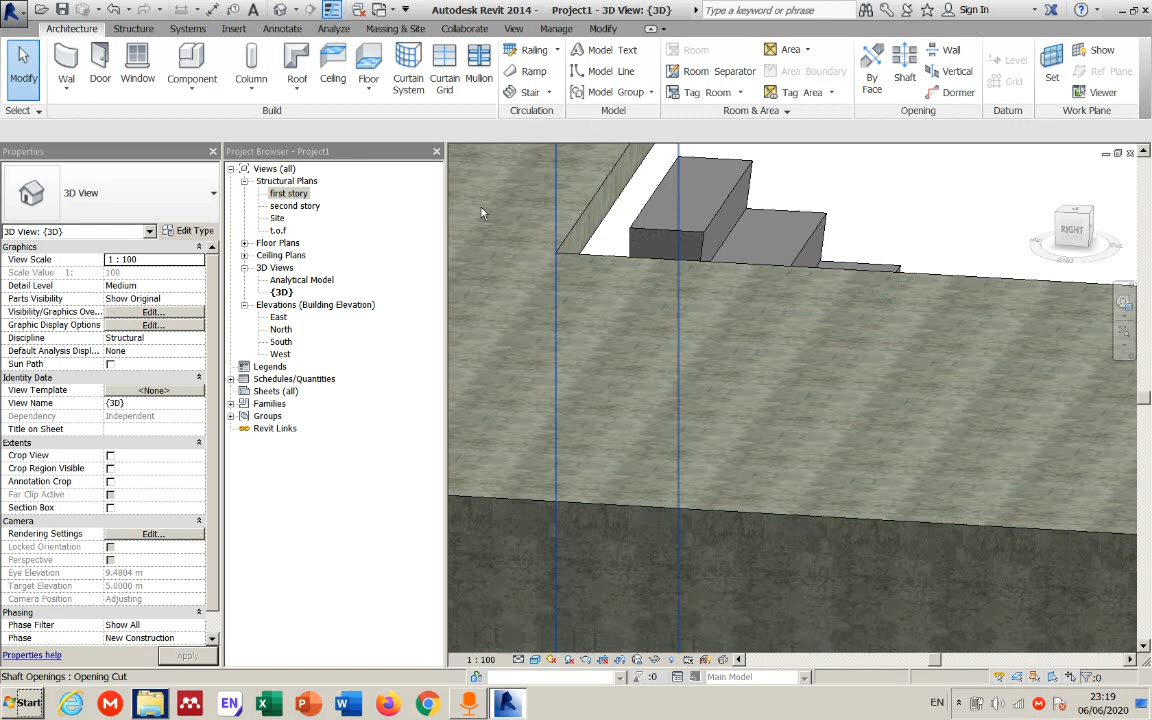 Autodesk Revit 2014 - Project1 - 3D View: {3D}
Type a keyword or phrase
Sign In
Architecture Structure Systems Insert Annotate Analyze Massing & Site Collaborate View Manage Modify
Modify Wall Door Window Component Column Roof Ceiling Floor Curtain System Curtain Grid Mullion
Railing Ramp Stair
Model Text Model Line Model Group
Room Room Separator Tag Room
Area Area Boundary Tag Area
By Face Shaft Wall Vertical Dormer
Level Grid
Set Show Ref Plane Viewer
Select Build Circulation Model Room & Area Opening Datum Work Plane
Properties
3D View
3D View: {3D} Edit Type
Graphics
View Scale 1 : 100
Scale Value 1: 100
Detail Level Medium
Parts Visibility Show Original
Visibility/Graphics Ove... Edit...
Graphic Display Options Edit...
Discipline Structural
Default Analysis Displ... None
Sun Path
Identity Data
View Template <None>
View Name {3D}
Dependency Independent
Title on Sheet
Extents
Crop View
Crop Region Visible
Annotation Crop
Far Clip Active
Section Box
Camera
Rendering Settings Edit...
Locked Orientation
Perspective
Eye Elevation 9.4804 m
Target Elevation 5.0000 m
Camera Position Adjusting
Phasing
Phase Filter Show All
Phase New Construction
Properties help Apply
Project Browser - Project1
Views (all)
Structural Plans
first story
second story
Site
t.o.f
Floor Plans
Ceiling Plans
3D Views
Analytical Model
{3D}
Elevations (Building Elevation)
East
North
South
West
Legends
Schedules/Quantities
Sheets (all)
Families
Groups
Revit Links
RIGHT
1 : 100
Shaft Openings : Opening Cut
:0
Main Model
:0
Start
EN
EN
23:19
06/06/2020